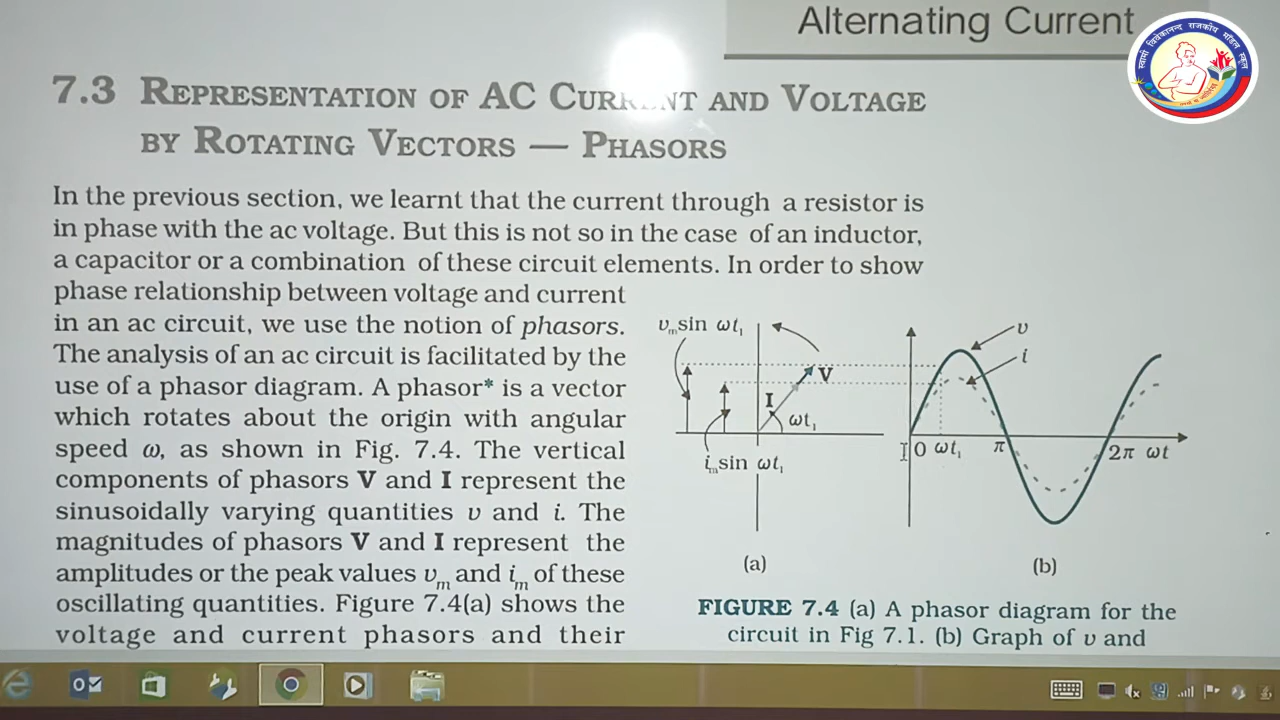 Alternating Current
स्वामी विवेकानन्द राजकीय मॉडल स्कूल
7.3 REPRESENTATION OF AC CURRENT AND VOLTAGE
BY ROTATING VECTORS — PHASORS
In the previous section, we learnt that the current through a resistor is
in phase with the ac voltage. But this is not so in the case of an inductor,
a capacitor or a combination of these circuit elements. In order to show
phase relationship between voltage and current
in an ac circuit, we use the notion of phasors.
The analysis of an ac circuit is facilitated by the
use of a phasor diagram. A phasor* is a vector
which rotates about the origin with angular
speed ω, as shown in Fig. 7.4. The vertical
components of phasors V and I represent the
sinusoidally varying quantities υ and i. The
magnitudes of phasors V and I represent the
amplitudes or the peak values υm and im of these
oscillating quantities. Figure 7.4(a) shows the
voltage and current phasors and their
υm sin ωt1
V
I
ωt1
im sin ωt1
(a)
υ
i
0 ωt1 π 2π ωt
(b)
FIGURE 7.4 (a) A phasor diagram for the
circuit in Fig 7.1. (b) Graph of υ and